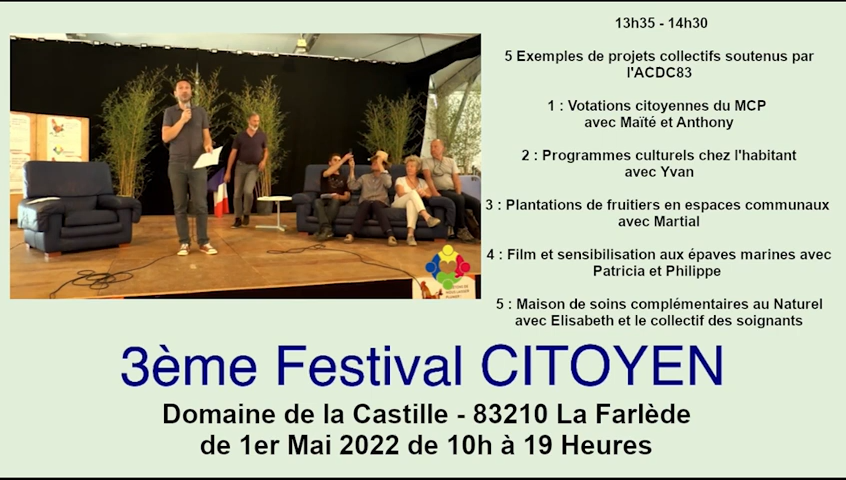 13h35 - 14h30
5 Exemples de projets collectifs soutenus par
l'ACDC83
1 : Votations citoyennes du MCP
avec Maïté et Anthony
2 : Programmes culturels chez l'habitant
avec Yvan
3 : Plantations de fruitiers en espaces communaux
avec Martial
4 : Film et sensibilisation aux épaves marines avec
Patricia et Philippe
5 : Maison de soins complémentaires au Naturel
avec Elisabeth et le collectif des soignants
3ème Festival CITOYEN
Domaine de la Castille - 83210 La Farlède
de 1er Mai 2022 de 10h à 19 Heures